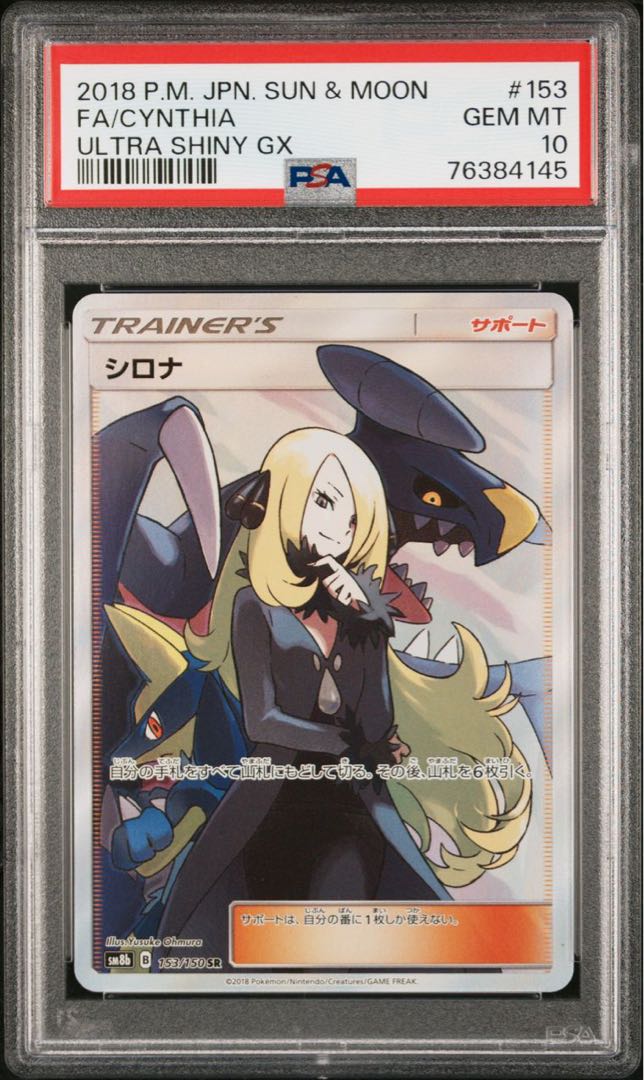 2018 P.M. JPN. SUN & MOON #153
FA/CYNTHIA GEM MT
ULTRA SHINY GX 10
PSA 76384145
TRAINER'S サポート
シロナ
自分の手札をすべて山札にもどして切る。その後、山札を6枚引く。
サポートは、自分の番に1枚しか使えない。
Illus. Yusuke Ohmura
sm8b B 153/150 SR
©2018 Pokémon/Nintendo/Creatures/GAME FREAK.
PSA